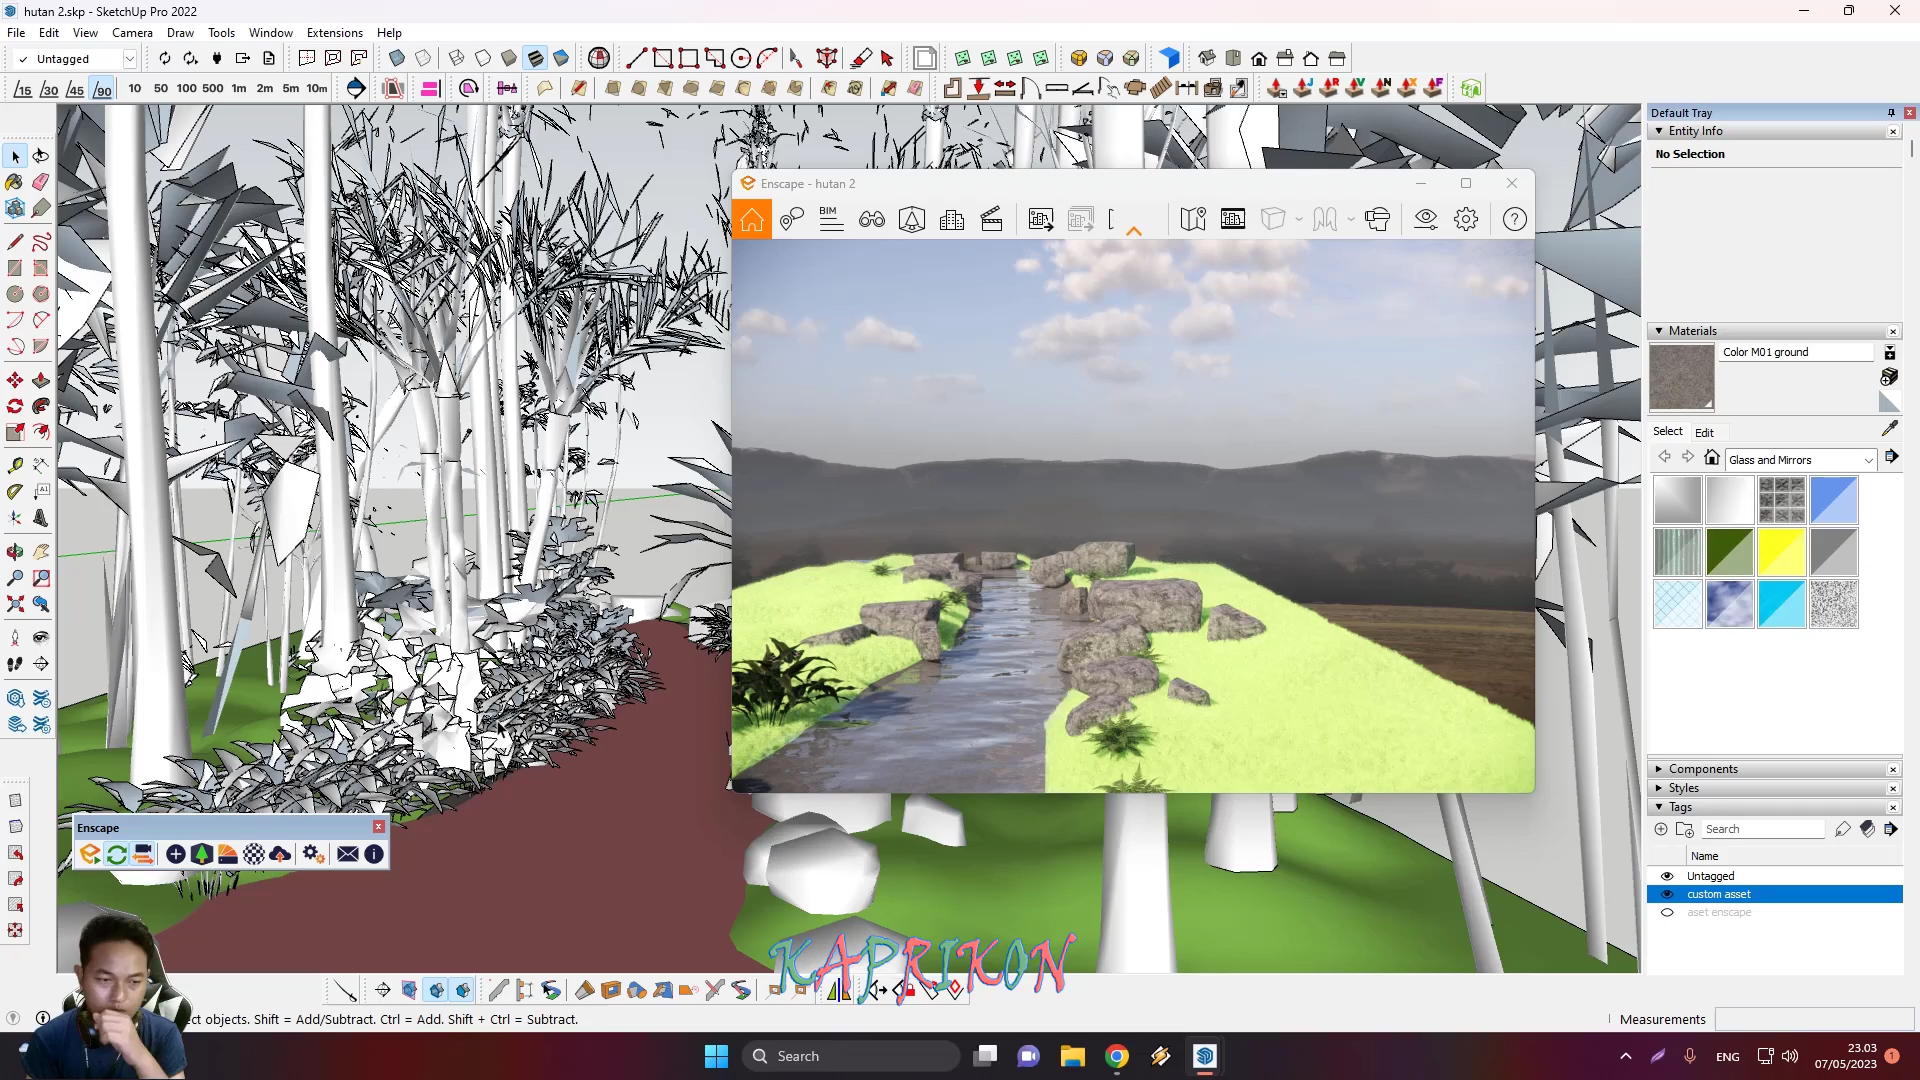 hutan 2.skp - SketchUp Pro 2022
File Edit View Camera Draw Tools Window Extensions Help
Untagged
/15 /30 /45 /90 10 50 100 500 1m 2m 5m 10m
Default Tray
Entity Info
No Selection
Enscape - hutan 2
BIM
Materials
Color M01 ground
Select Edit
Glass and Mirrors
Components
Styles
Tags
Search
Name
Untagged
custom asset
aset enscape
Enscape
KAPRIKON
ect objects. Shift = Add/Subtract. Ctrl = Add. Shift + Ctrl = Subtract.
Measurements
Search
ENG
23.03
07/05/2023
1